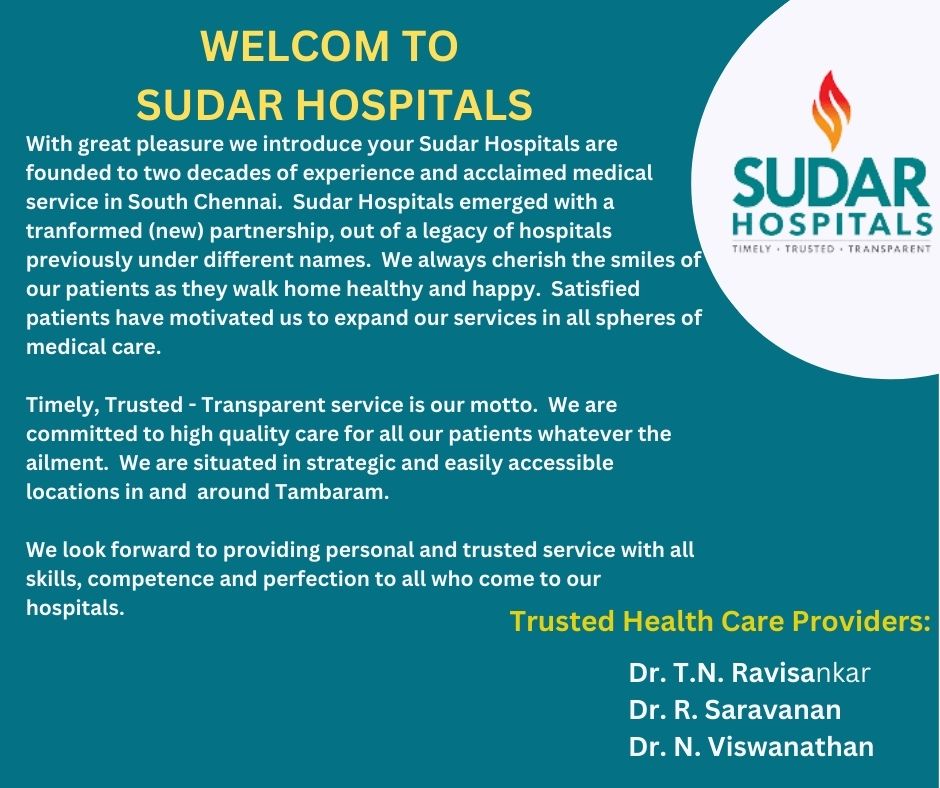 WELCOM TO
SUDAR HOSPITALS
With great pleasure we introduce your Sudar Hospitals are
founded to two decades of experience and acclaimed medical
service in South Chennai.  Sudar Hospitals emerged with a
tranformed (new) partnership, out of a legacy of hospitals
previously under different names.  We always cherish the smiles of
our patients as they walk home healthy and happy.  Satisfied
patients have motivated us to expand our services in all spheres of
medical care.
Timely, Trusted - Transparent service is our motto.  We are
committed to high quality care for all our patients whatever the
ailment.  We are situated in strategic and easily accessible
locations in and  around Tambaram.
We look forward to providing personal and trusted service with all
skills, competence and perfection to all who come to our
hospitals.
SUDAR
HOSPITALS
TIMELY • TRUSTED • TRANSPARENT
Trusted Health Care Providers:
Dr. T.N. Ravisankar
Dr. R. Saravanan
Dr. N. Viswanathan